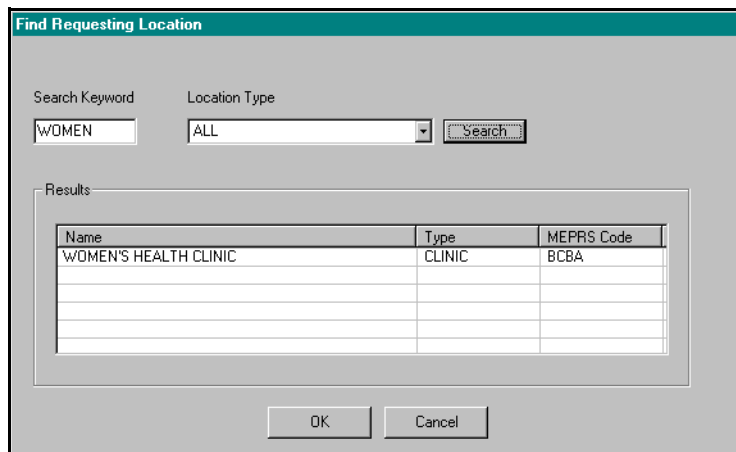 Find Requesting Location
Search Keyword Location Type
WOMEN ALL Search
Results
Name Type MEPRS Code
WOMEN'S HEALTH CLINIC CLINIC BCBA
OK Cancel